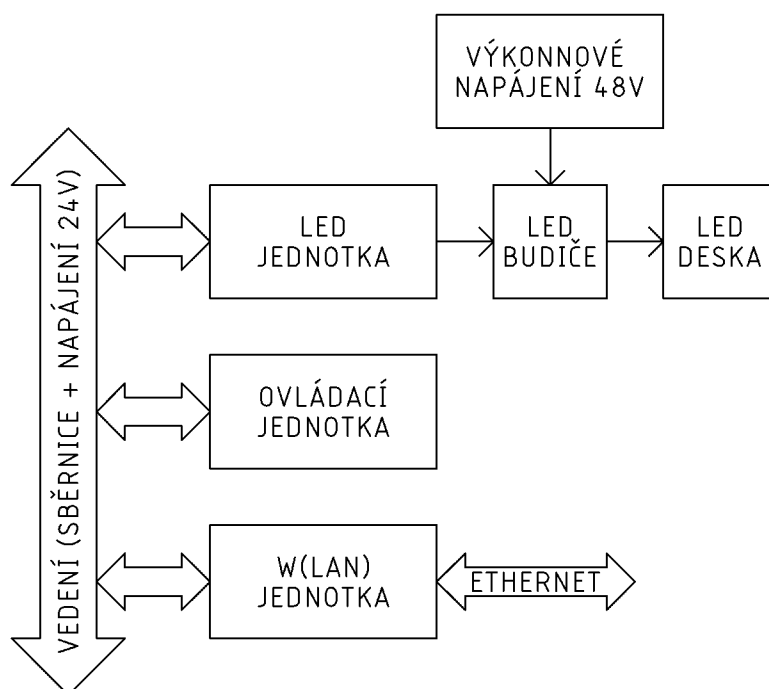 VÝKONNOVÉ
NAPÁJENÍ 48V
VEDENÍ (SBĚRNICE + NAPÁJENÍ 24V)
LED
JEDNOTKA
LED
BUDIČE
LED
DESKA
OVLÁDACÍ
JEDNOTKA
W(LAN)
JEDNOTKA
ETHERNET